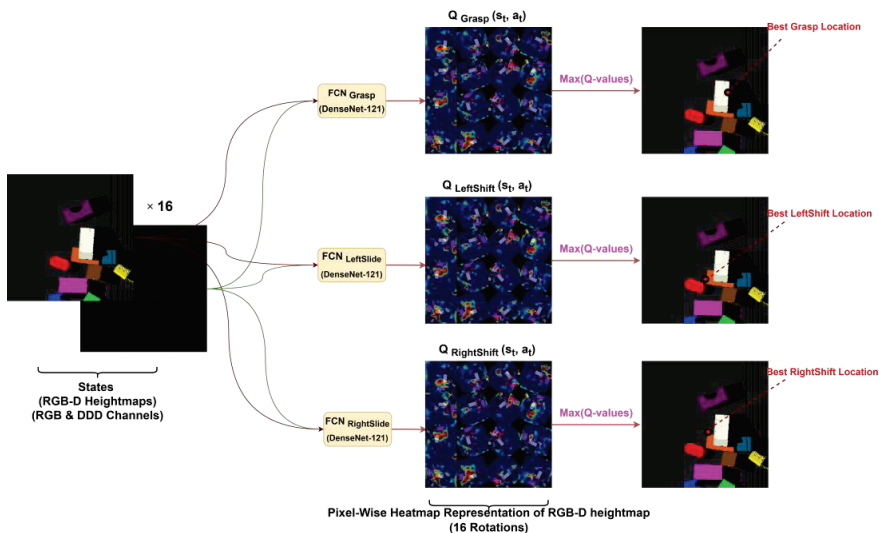 Q Grasp (st, at)
Best Grasp Location
FCN Grasp
(DenseNet-121)
Max(Q-values)
× 16
Q LeftShift (st, at)
Best LeftShift Location
FCN LeftSlide
(DenseNet-121)
Max(Q-values)
Q RightShift (st, at)
Best RightShift Location
States
(RGB-D Heightmaps)
(RGB & DDD Channels)
FCN RightSlide
(DenseNet-121)
Max(Q-values)
Pixel-Wise Heatmap Representation of RGB-D heightmap
(16 Rotations)